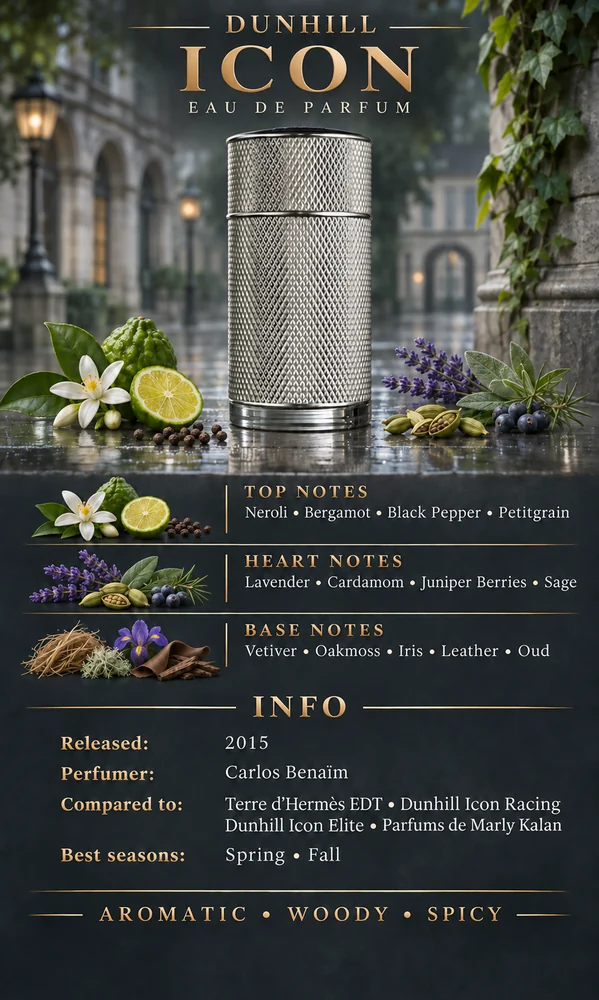 DUNHILL
ICON
EAU DE PARFUM
TOP NOTES
Neroli • Bergamot • Black Pepper • Petitgrain
HEART NOTES
Lavender • Cardamom • Juniper Berries • Sage
BASE NOTES
Vetiver • Oakmoss • Iris • Leather • Oud
INFO
Released: 2015
Perfumer: Carlos Benaïm
Compared to: Terre d'Hermès EDT • Dunhill Icon Racing
Dunhill Icon Elite • Parfums de Marly Kalan
Best seasons: Spring • Fall
AROMATIC • WOODY • SPICY